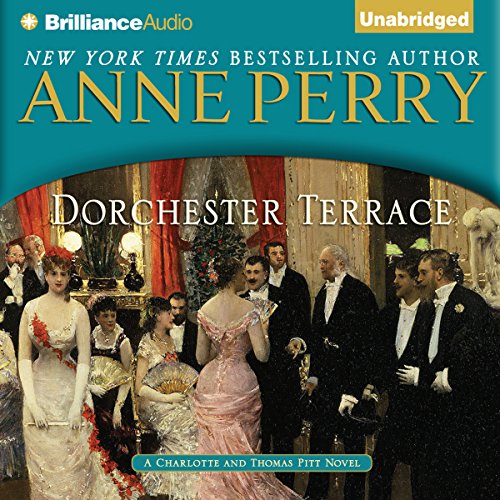 BrillianceAudio
Unabridged
NEW YORK TIMES BESTSELLING AUTHOR
ANNE PERRY
DORCHESTER TERRACE
A CHARLOTTE AND THOMAS PITT NOVEL